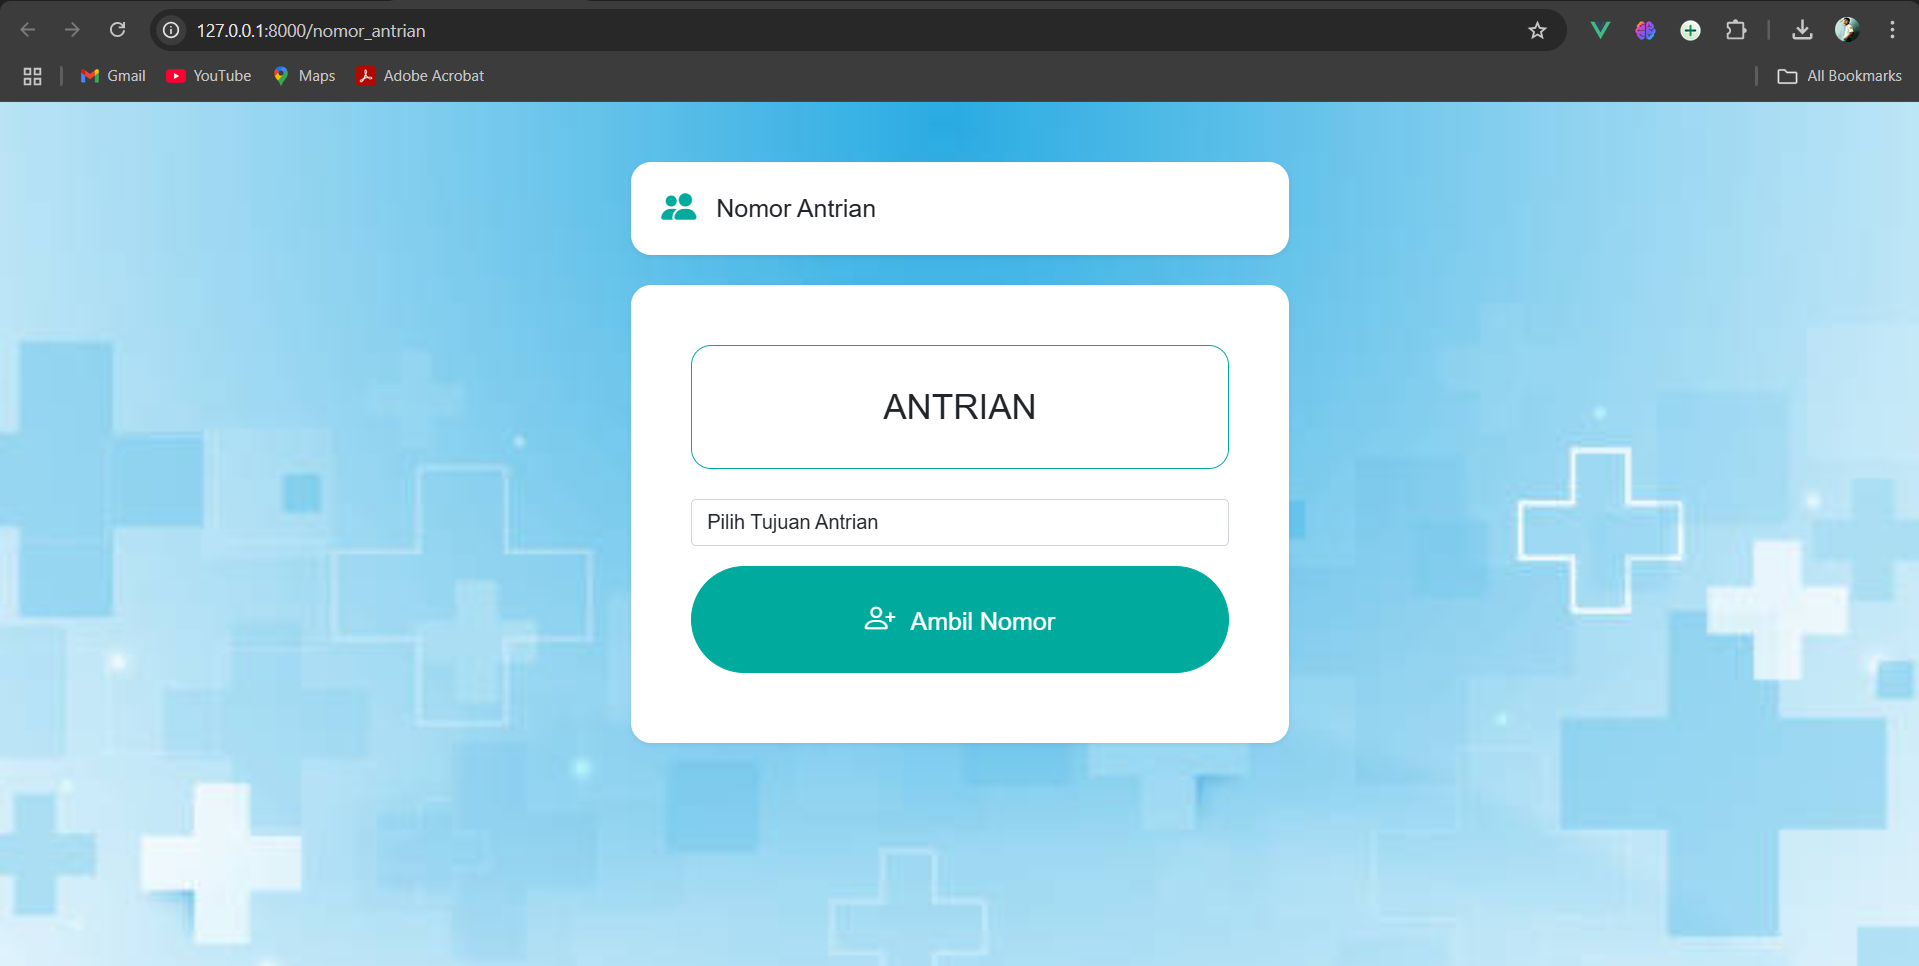 127.0.0.1:8000/nomor_antrian
Gmail
YouTube
Maps
Adobe Acrobat
All Bookmarks
Nomor Antrian
ANTRIAN
Pilih Tujuan Antrian
Ambil Nomor